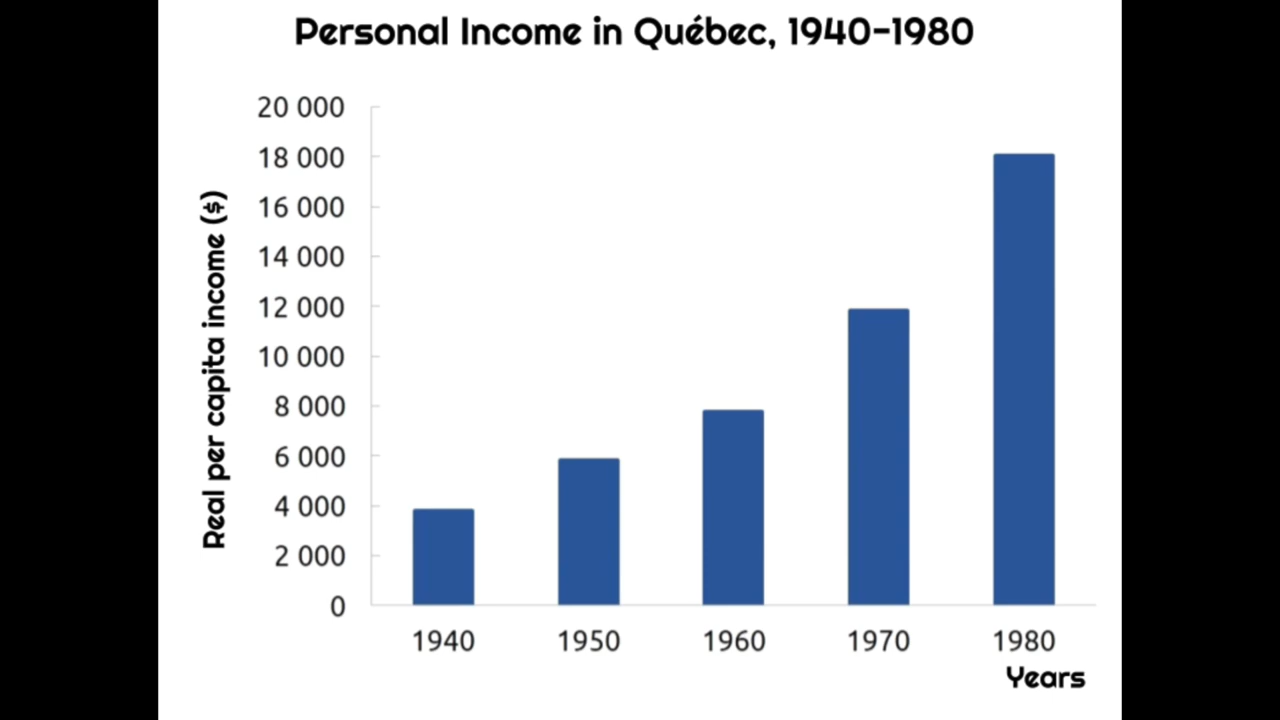 Personal Income in Québec, 1940-1980
Real per capita income ($)
20 000
18 000
16 000
14 000
12 000
10 000
8 000
6 000
4 000
2 000
0
1940 1950 1960 1970 1980
Years